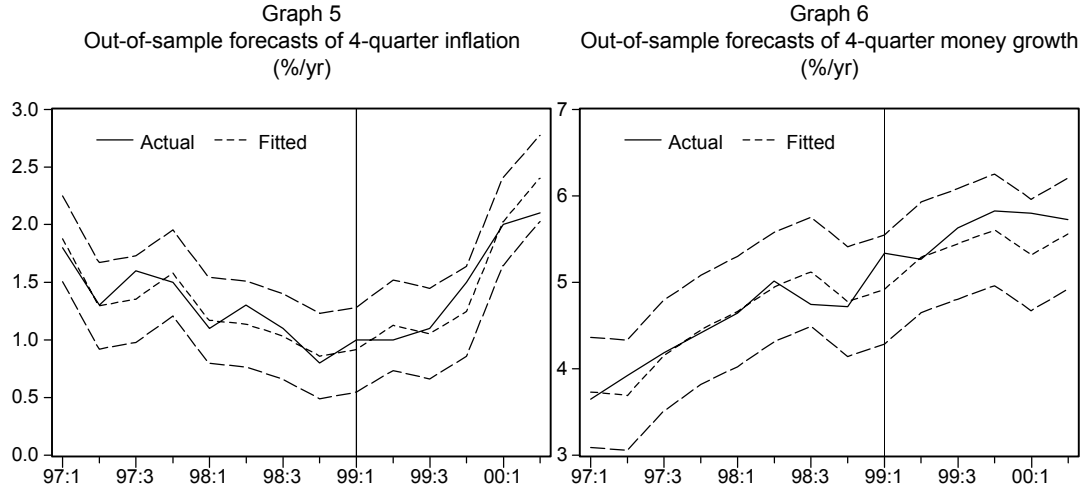 Graph 5
Out-of-sample forecasts of 4-quarter inflation
(%/yr)
3.0
2.5
2.0
1.5
1.0
0.5
0.0
Actual Fitted
97:1 97:3 98:1 98:3 99:1 99:3 00:1
Graph 6
Out-of-sample forecasts of 4-quarter money growth
(%/yr)
7
6
5
4
3
Actual Fitted
97:1 97:3 98:1 98:3 99:1 99:3 00:1